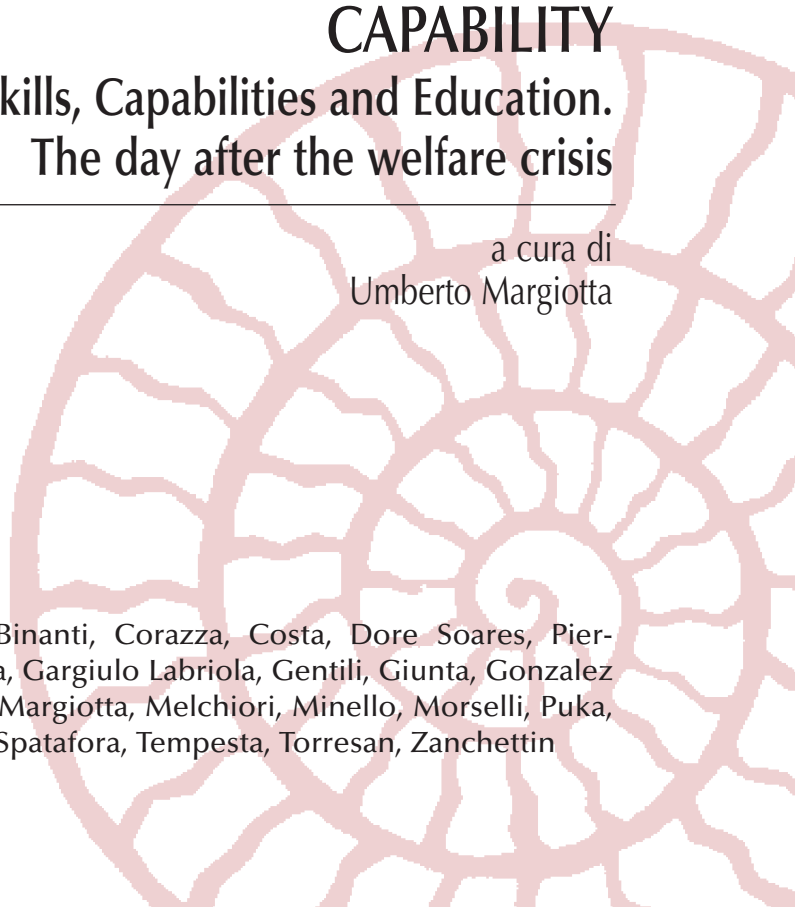 CAPABILITY
kills, Capabilities and Education.
The day after the welfare crisis
a cura di
Umberto Margiotta
Binanti, Corazza, Costa, Dore Soares, Pier-
a, Gargiulo Labriola, Gentili, Giunta, Gonzalez
Margiotta, Melchiori, Minello, Morselli, Puka,
Spatafora, Tempesta, Torresan, Zanchettin